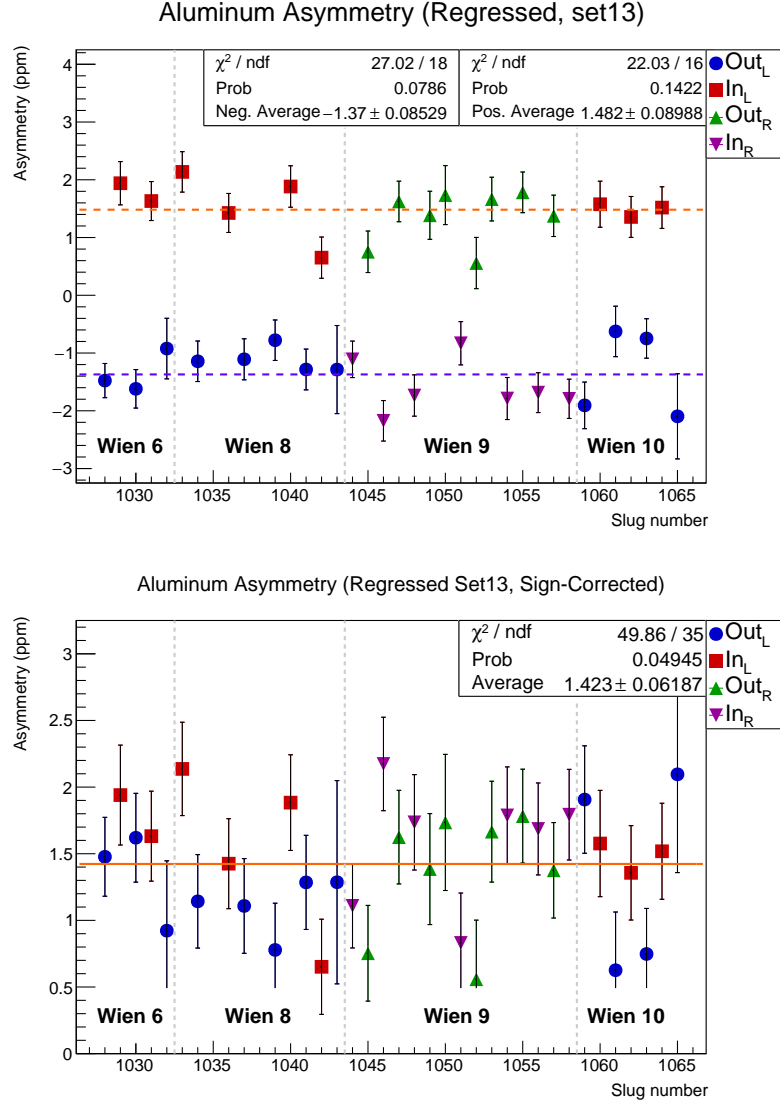 Aluminum Asymmetry (Regressed, set13)
Asymmetry (ppm)
χ² / ndf 27.02 / 18
Prob 0.0786
Neg. Average −1.37 ± 0.08529
χ² / ndf 22.03 / 16
Prob 0.1422
Pos. Average 1.482 ± 0.08988
Out_L
In_L
Out_R
In_R
4
3
2
1
0
−1
−2
−3
Wien 6 Wien 8 Wien 9 Wien 10
1030 1035 1040 1045 1050 1055 1060 1065
Slug number
Aluminum Asymmetry (Regressed Set13, Sign-Corrected)
Asymmetry (ppm)
χ² / ndf 49.86 / 35
Prob 0.04945
Average 1.423 ± 0.06187
Out_L
In_L
Out_R
In_R
3
2.5
2
1.5
1
0.5
0
Wien 6 Wien 8 Wien 9 Wien 10
1030 1035 1040 1045 1050 1055 1060 1065
Slug number